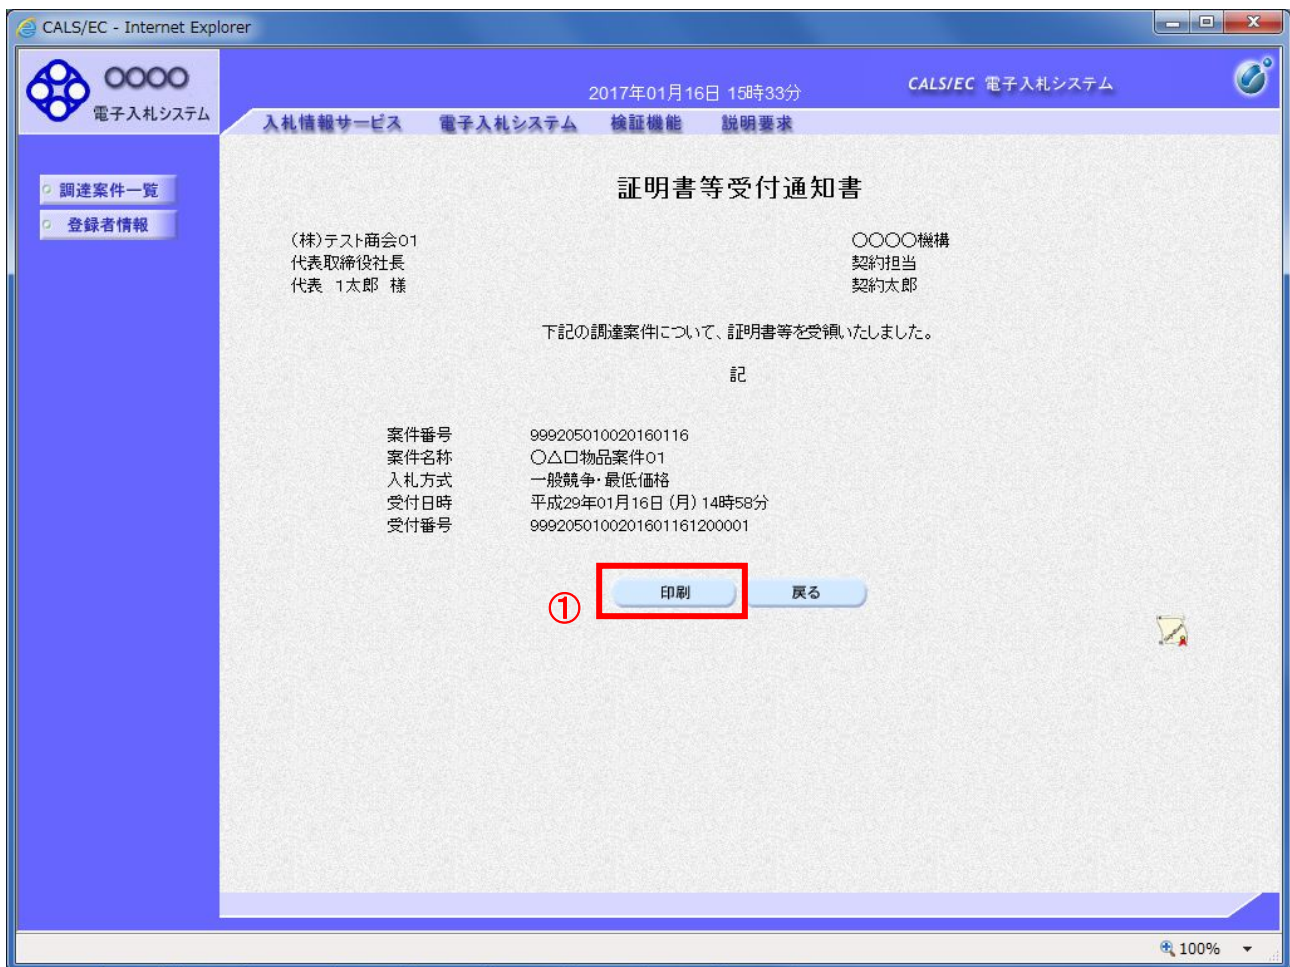 CALS/EC - Internet Explorer
〇〇〇〇
電子入札システム
2017年01月16日 15時33分
CALS/EC 電子入札システム
入札情報サービス 電子入札システム 検証機能 説明要求
調達案件一覧
登録者情報
証明書等受付通知書
(株)テスト商会01
代表取締役社長
代表 1太郎 様
〇〇〇〇機構
契約担当
契約太郎
下記の調達案件について、証明書等を受領いたしました。
記
案件番号 999205010020160116
案件名称 〇△口物品案件01
入札方式 一般競争・最低価格
受付日時 平成29年01月16日(月)14時58分
受付番号 9992050100201601161200001
① 印刷 戻る
100%